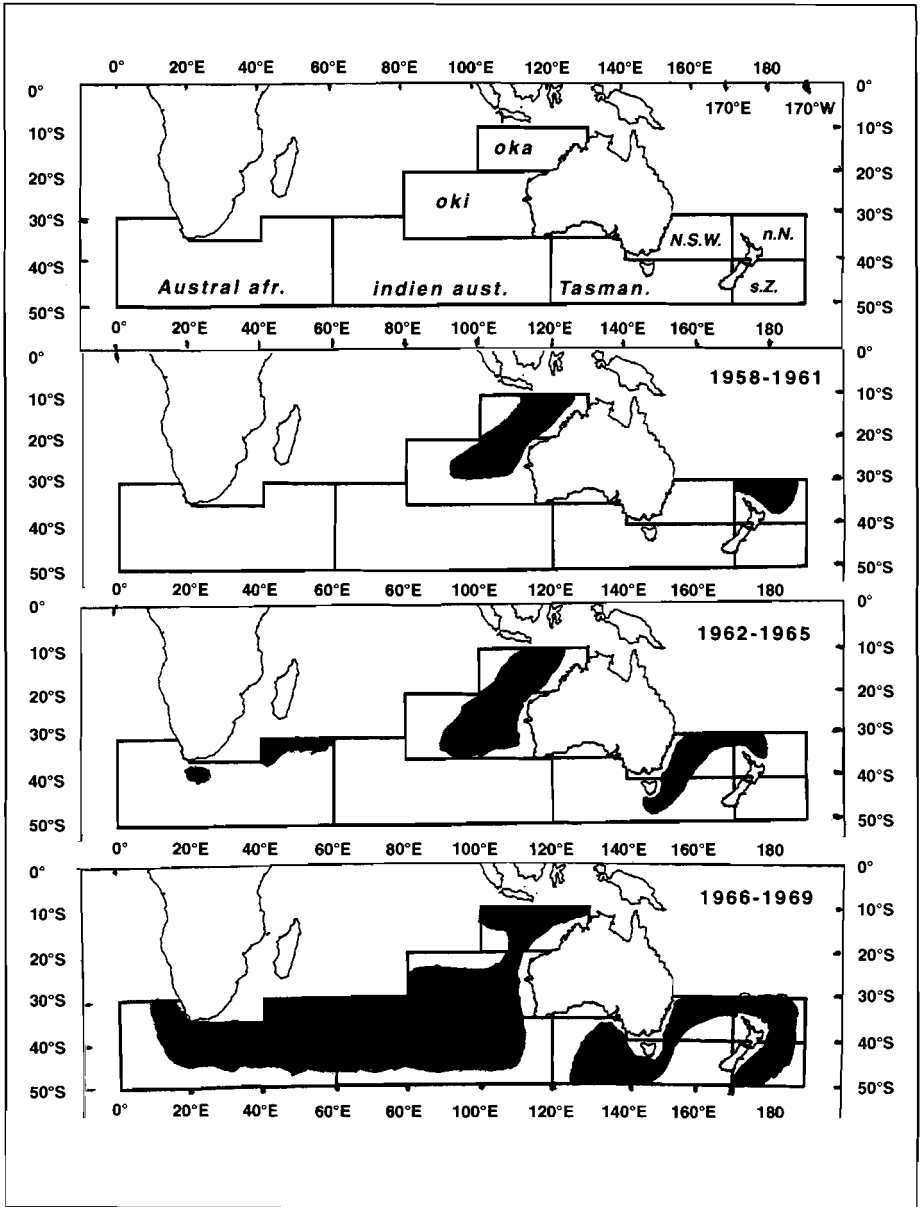 0° 20°E 40°E 60°E 80°E 100°E 120°E 140°E 160°E 180
0° 170°E 170°W 0°
10°S oka 10°S
20°S oki 20°S
30°S N.S.W. n.N. 30°S
40°S Austral afr. indien aust. Tasman. s.Z. 40°S
50°S 50°S
0° 20°E 40°E 60°E 80°E 100°E 120°E 140°E 160°E 180
0° 1958-1961 0°
10°S 10°S
20°S 20°S
30°S 30°S
40°S 40°S
50°S 50°S
0° 20°E 40°E 60°E 80°E 100°E 120°E 140°E 160°E 180
0° 1962-1965 0°
10°S 10°S
20°S 20°S
30°S 30°S
40°S 40°S
50°S 50°S
0° 20°E 40°E 60°E 80°E 100°E 120°E 140°E 160°E 180
0° 1966-1969 0°
10°S 10°S
20°S 20°S
30°S 30°S
40°S 40°S
50°S 50°S
0° 20°E 40°E 60°E 80°E 100°E 120°E 140°E 160°E 180